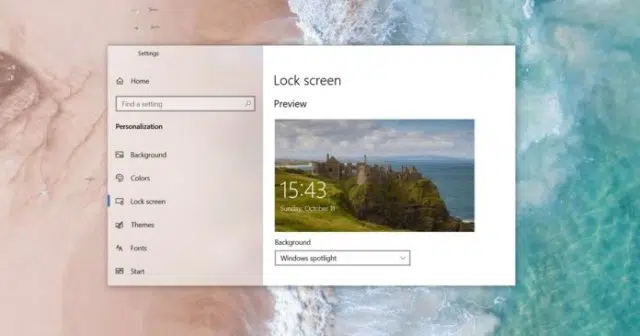 Settings
Home
Find a setting
Personalization
Background
Colors
Lock screen
Themes
Fonts
Start
Lock screen
Preview
15:43
Sunday, October
Background
Windows spotlight